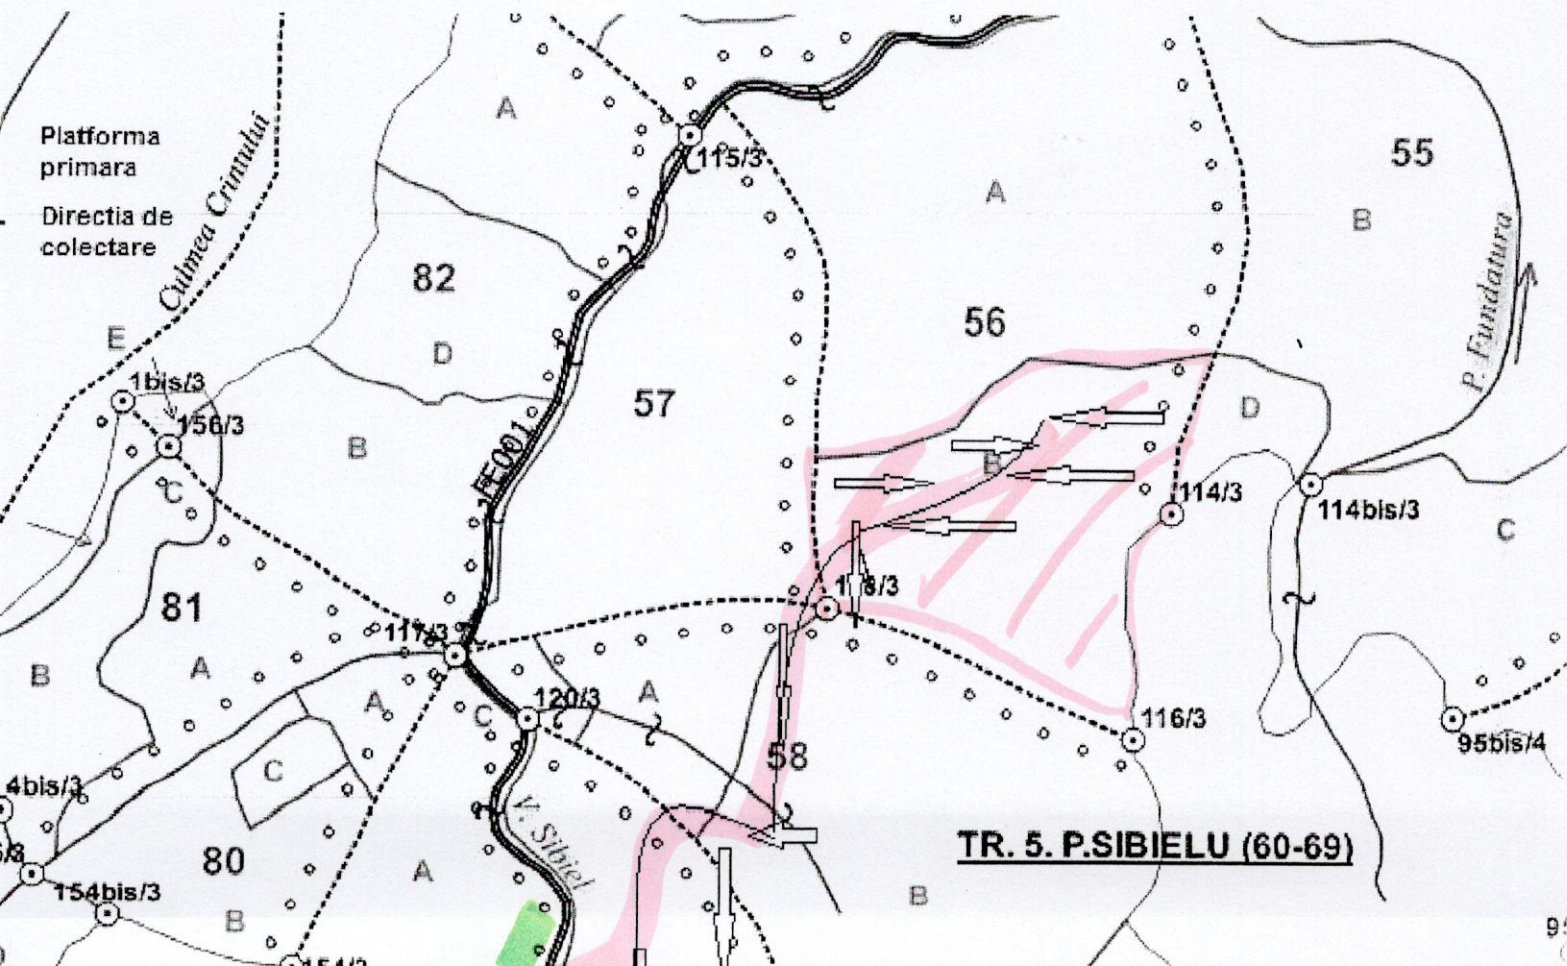 Platforma
primara
Directia de
colectare
Culmea Crintului
A
115/3
A
55
B
P. Fundatura
82
D
E
56
1bis/3
156/3
57
B
D
B
C
FE001
114/3
114bis/3
C
81
117/3
B
A
A
C
120/3
A
116/3
58
95bis/4
C
4bis/3
V. Sibiel
TR. 5. P.SIBIELU (60-69)
80
A
B
154bis/3
B